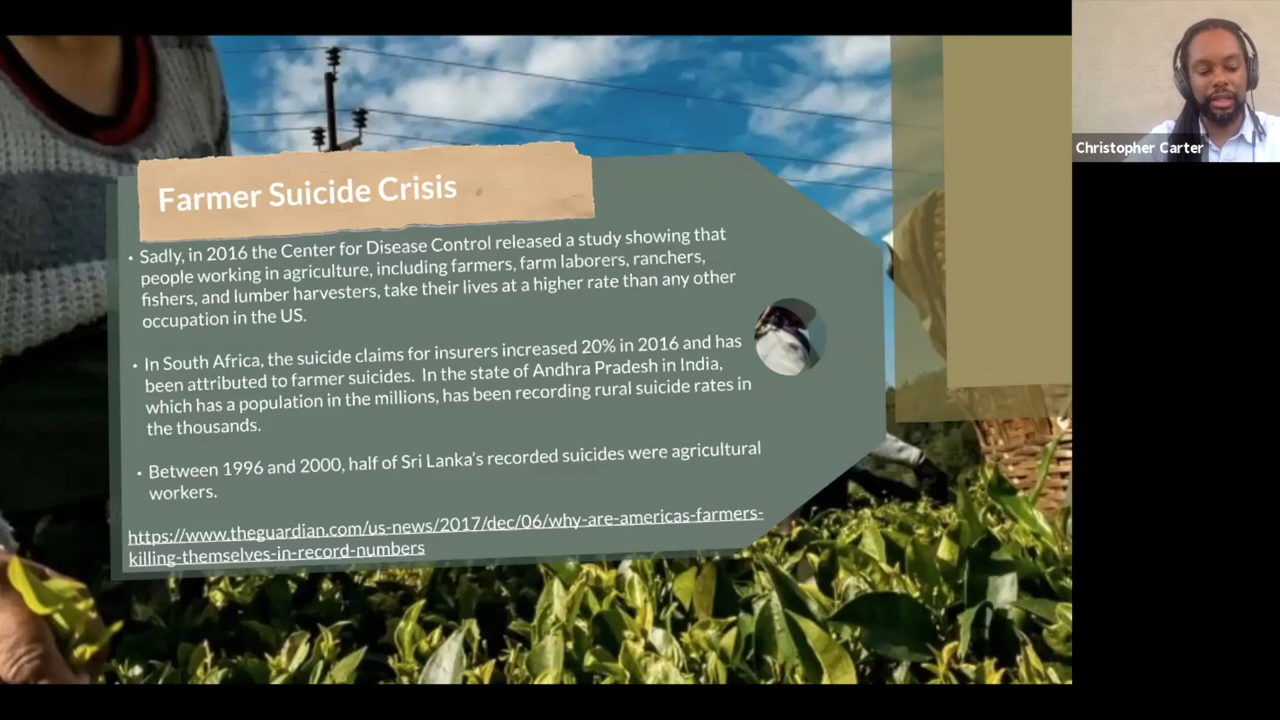 Farmer Suicide Crisis
• Sadly, in 2016 the Center for Disease Control released a study showing that
people working in agriculture, including farmers, farm laborers, ranchers,
fishers, and lumber harvesters, take their lives at a higher rate than any other
occupation in the US.
• In South Africa, the suicide claims for insurers increased 20% in 2016 and has
been attributed to farmer suicides. In the state of Andhra Pradesh in India,
which has a population in the millions, has been recording rural suicide rates in
the thousands.
• Between 1996 and 2000, half of Sri Lanka's recorded suicides were agricultural
workers.
https://www.theguardian.com/us-news/2017/dec/06/why-are-americas-farmers-
killing-themselves-in-record-numbers
Christopher Carter